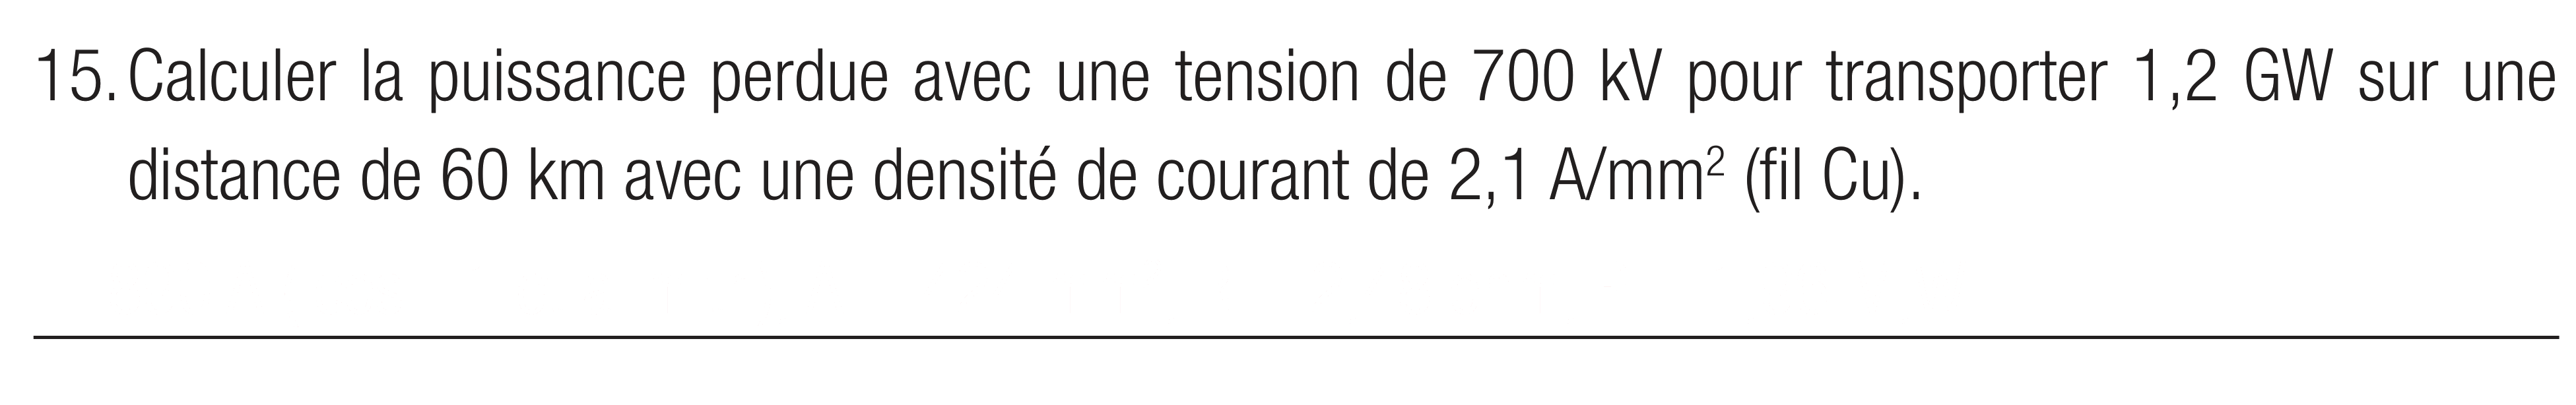 15. Calculer la puissance perdue avec une tension de 700 kV pour transporter 1,2 GW sur une
distance de 60 km avec une densité de courant de 2,1 A/mm² (fil Cu).